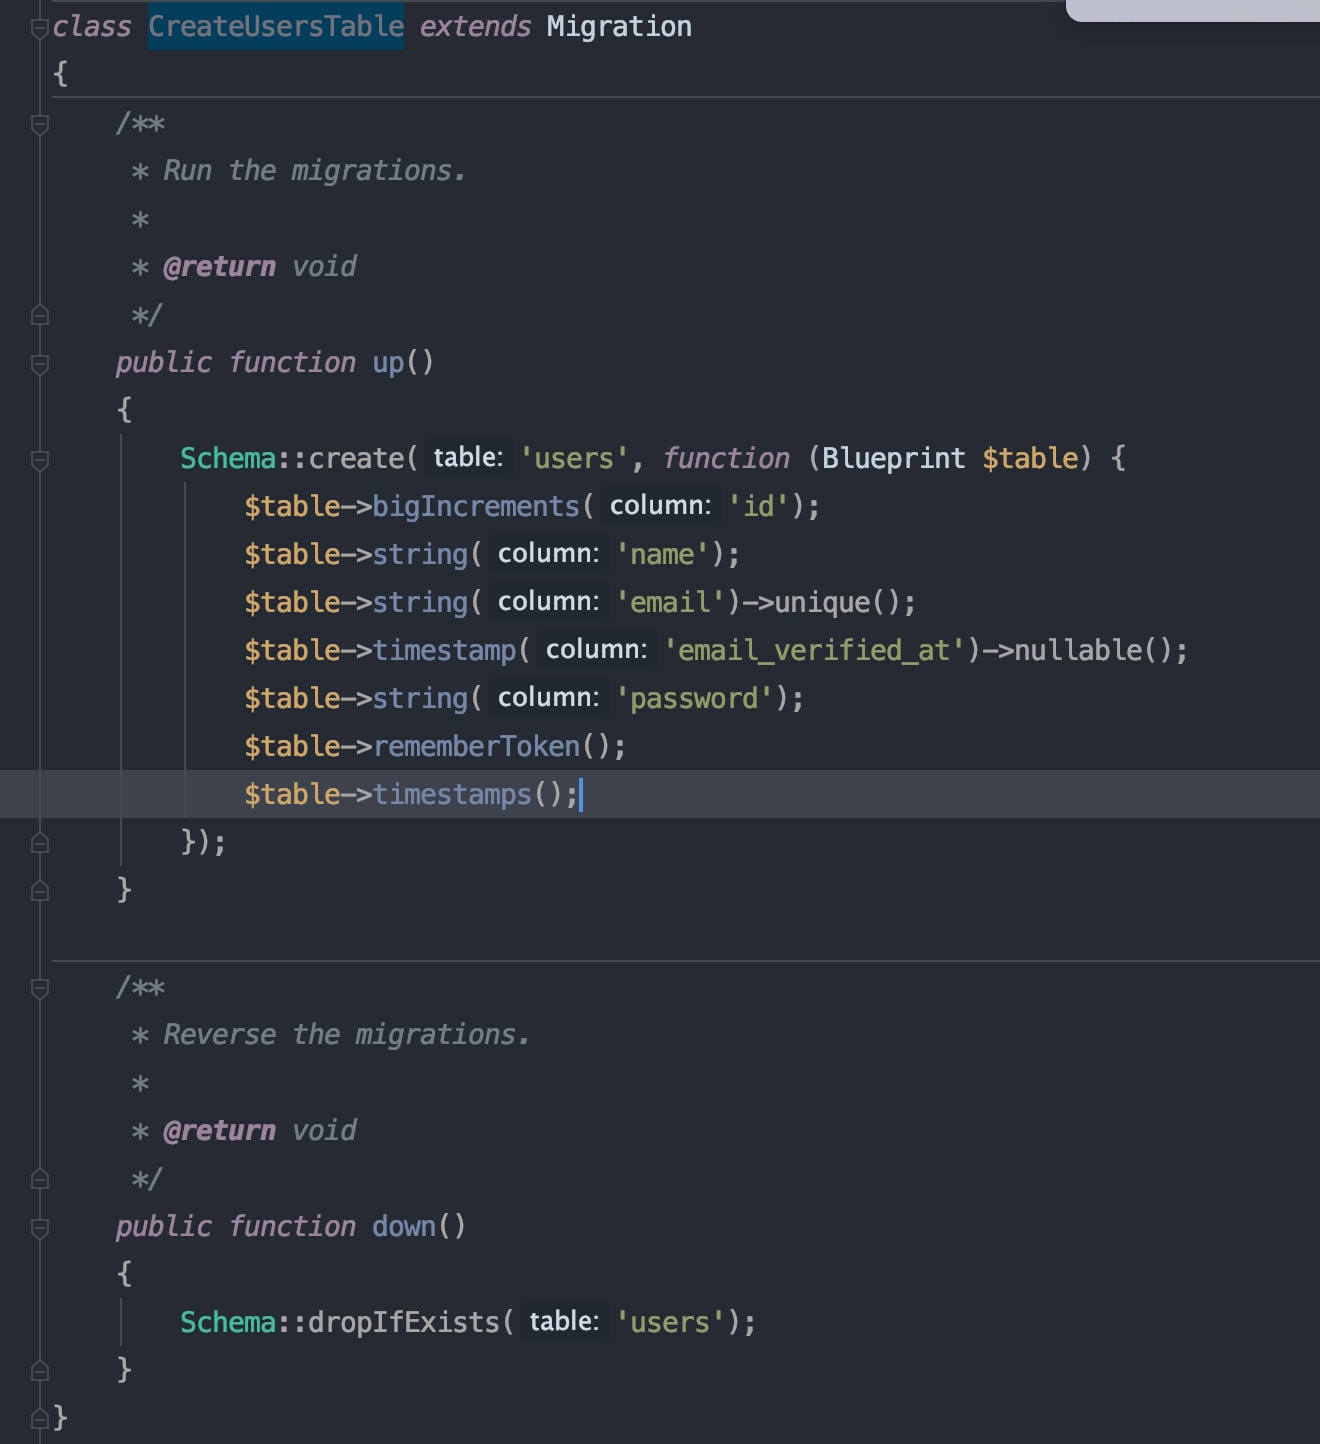 class CreateUsersTable extends Migration
{
    /**
     * Run the migrations.
     *
     * @return void
     */
    public function up()
    {
        Schema::create( table: 'users', function (Blueprint $table) {
            $table->bigIncrements( column: 'id');
            $table->string( column: 'name');
            $table->string( column: 'email')->unique();
            $table->timestamp( column: 'email_verified_at')->nullable();
            $table->string( column: 'password');
            $table->rememberToken();
            $table->timestamps();
        });
    }

    /**
     * Reverse the migrations.
     *
     * @return void
     */
    public function down()
    {
        Schema::dropIfExists( table: 'users');
    }
}